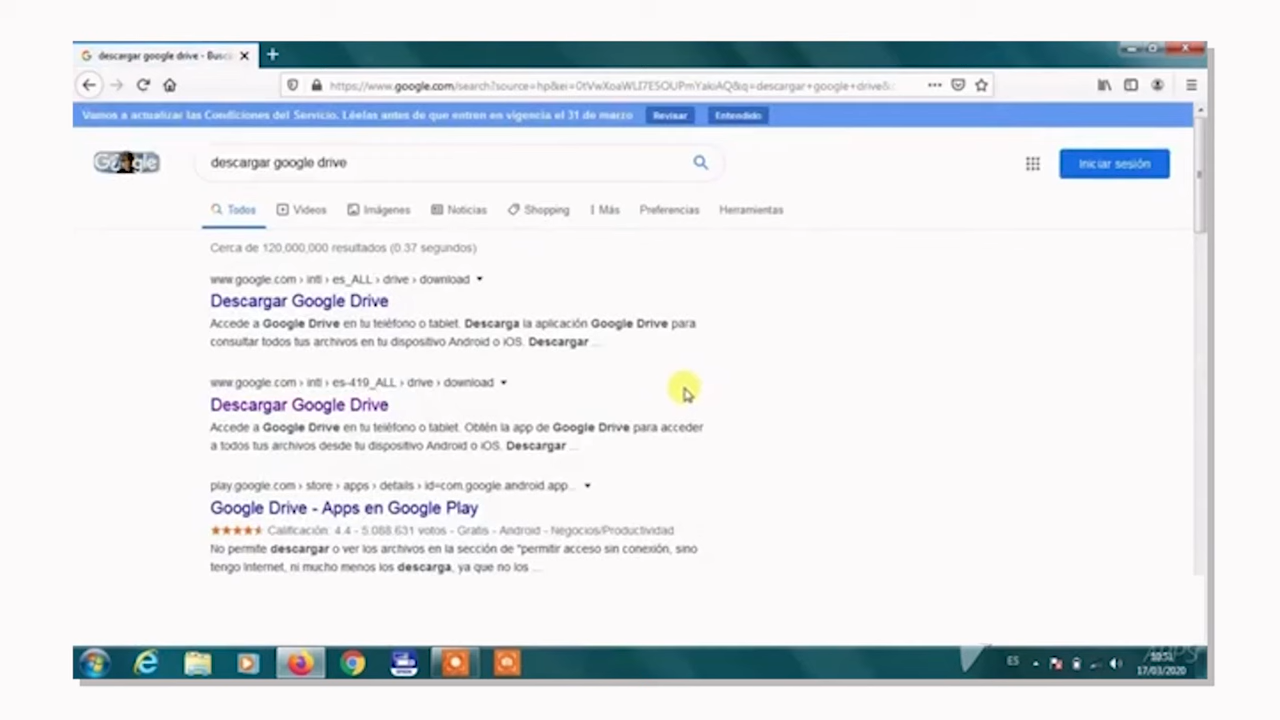 descargar google drive - Busc
https://www.google.com/search?source=hp&ei=0tVwXoaWLI7E5OUPmYakiAQ&q=descargar+google+drive&
Vamos a actualizar las Condiciones del Servicio. Léelas antes de que entren en vigencia el 31 de marzo Revisar Entendido
Google descargar google drive Iniciar sesión
Todos Videos Imágenes Noticias Shopping Más Preferencias Herramientas
Cerca de 120,000,000 resultados (0.37 segundos)
www.google.com › intl › es_ALL › drive › download
Descargar Google Drive
Accede a Google Drive en tu teléfono o tablet. Descarga la aplicación Google Drive para
consultar todos tus archivos en tu dispositivo Android o iOS. Descargar ...
www.google.com › intl › es-419_ALL › drive › download
Descargar Google Drive
Accede a Google Drive en tu teléfono o tablet. Obtén la app de Google Drive para acceder
a todos tus archivos desde tu dispositivo Android o iOS. Descargar ...
play.google.com › store › apps › details › id=com.google.android.app...
Google Drive - Apps en Google Play
Calificación: 4.4 - 5.088.631 votos - Gratis - Android - Negocios/Productividad
No permite descargar o ver los archivos en la sección de "permitir acceso sin conexión, sino
tengo Internet, ni mucho menos los descarga, ya que no los ...
ES
17/03/2020